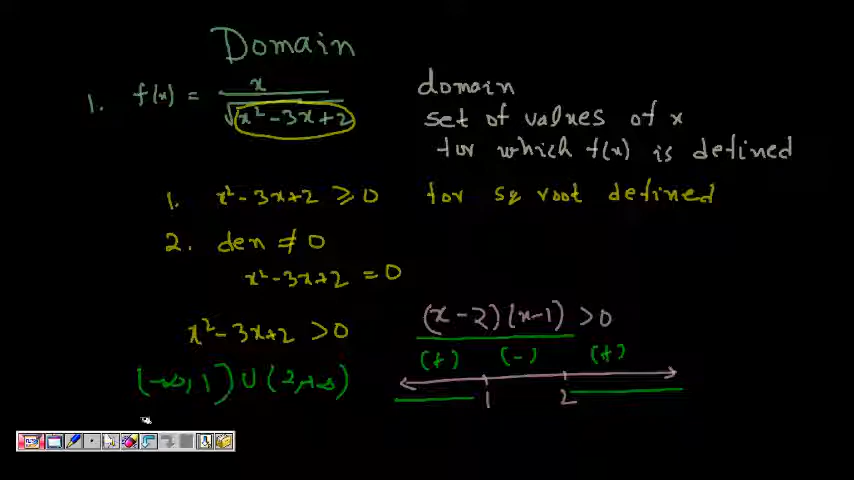 Domain
1. f(x) = x / √(x² - 3x + 2)
domain
set of values of x
for which f(x) is defined
1. x² - 3x + 2 ≥ 0 for sq root defined
2. den ≠ 0
x² - 3x + 2 = 0
x² - 3x + 2 > 0
(x - 2)(x - 1) > 0
(+) (-) (+)
(-∞, 1) ∪ (2, +∞)
1 2